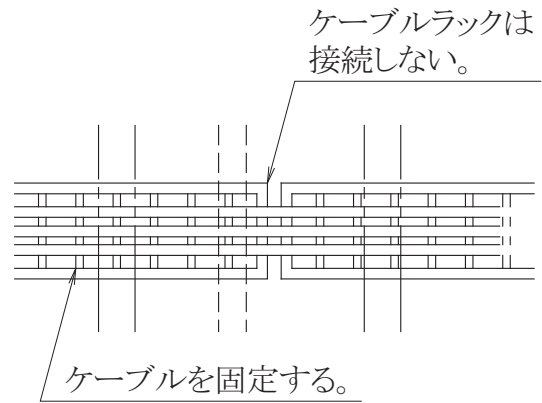 ケーブルラックは
接続しない。
ケーブルを固定する。